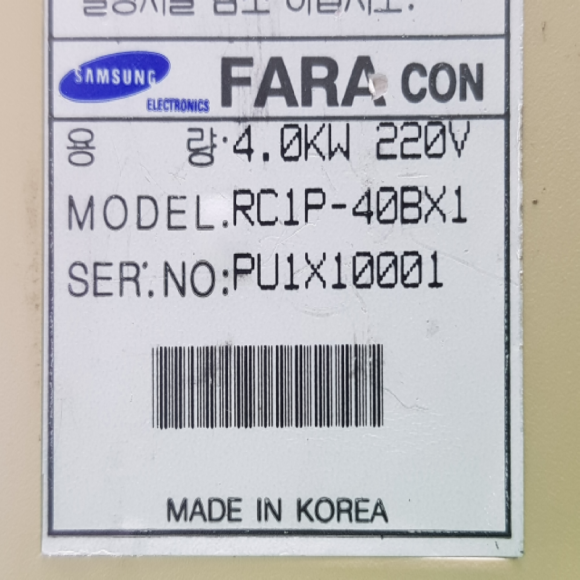 SAMSUNG
ELECTRONICS
FARA CON
용 량·4.0KW 220V
MODEL.RC1P-40BX1
SER.NO:PU1X10001
MADE IN KOREA